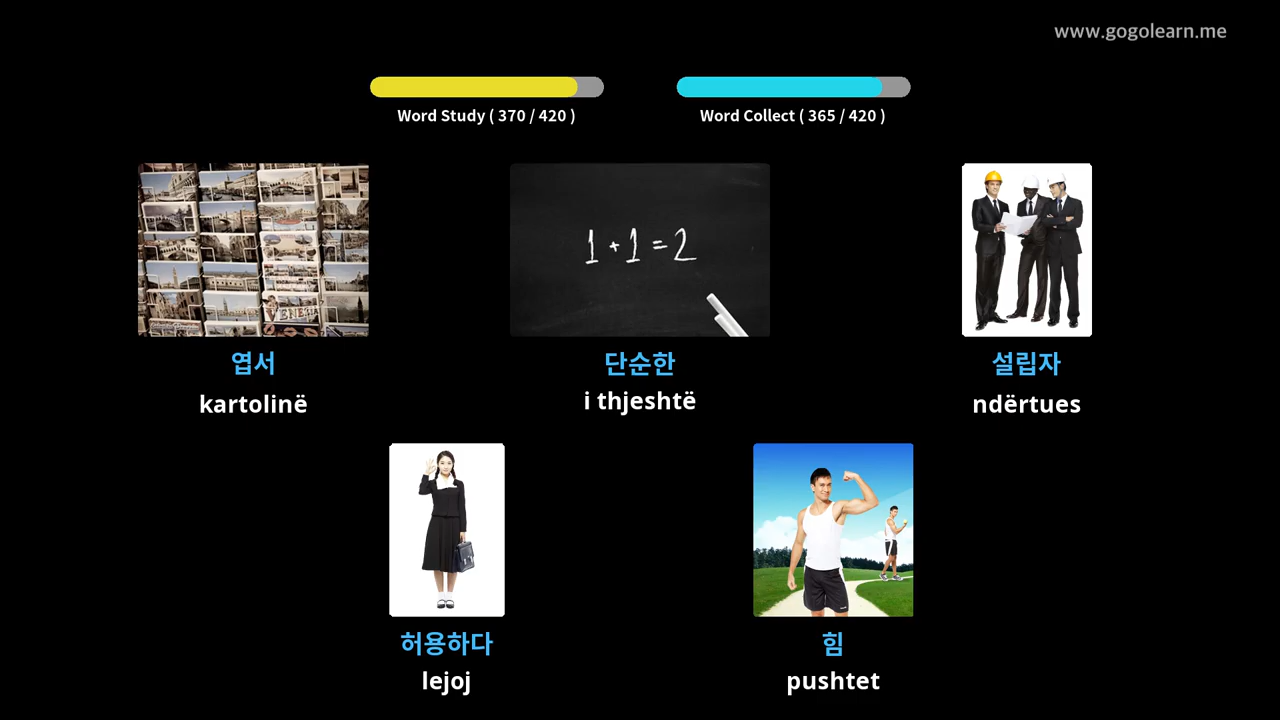 www.gogolearn.me
Word Study ( 370 / 420 )
Word Collect ( 365 / 420 )
1 + 1 = 2
엽서
kartolinë
단순한
i thjeshtë
설립자
ndërtues
허용하다
lejoj
힘
pushtet